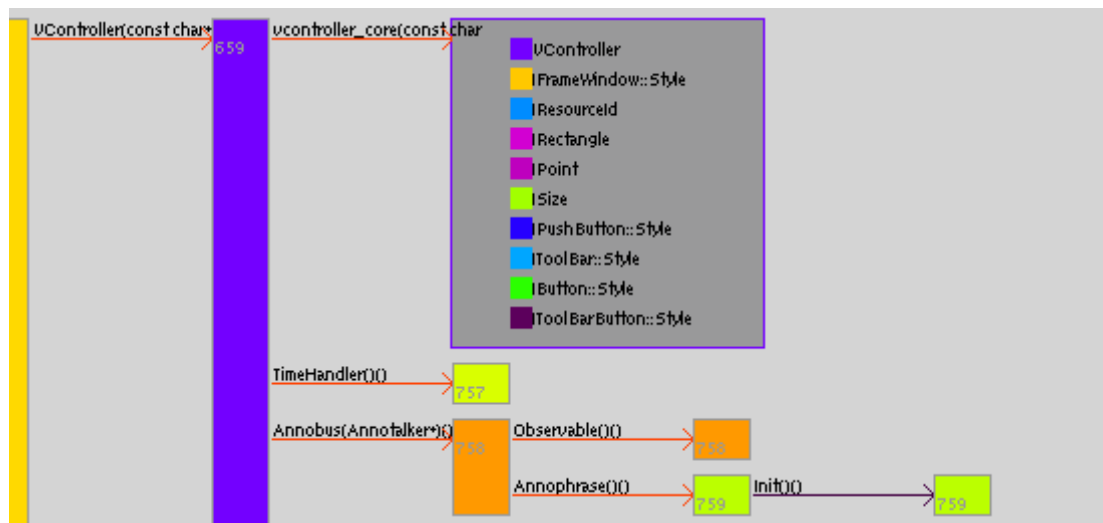 VController(const char*
659
vcontroller_core(const char
VController
IFrameWindow::Style
IResourceId
IRectangle
IPoint
ISize
IPushButton::Style
IToolBar::Style
IButton::Style
IToolBarButton::Style
TimeHandler()()
757
Annobus(Annotalker*)()
758
Observable()()
758
Annophrase()()
759
Init()()
759